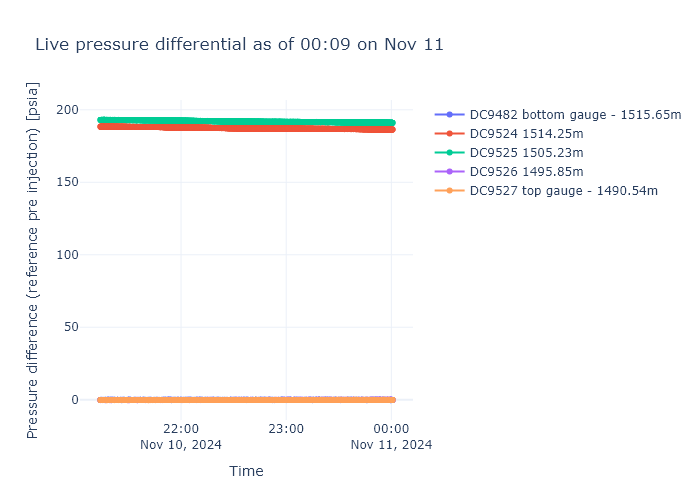 Live pressure differential as of 00:09 on Nov 11
Pressure difference (reference pre injection) [psia]
200
150
100
50
0
22:00
Nov 10, 2024
23:00
00:00
Nov 11, 2024
Time
DC9482 bottom gauge - 1515.65m
DC9524 1514.25m
DC9525 1505.23m
DC9526 1495.85m
DC9527 top gauge - 1490.54m